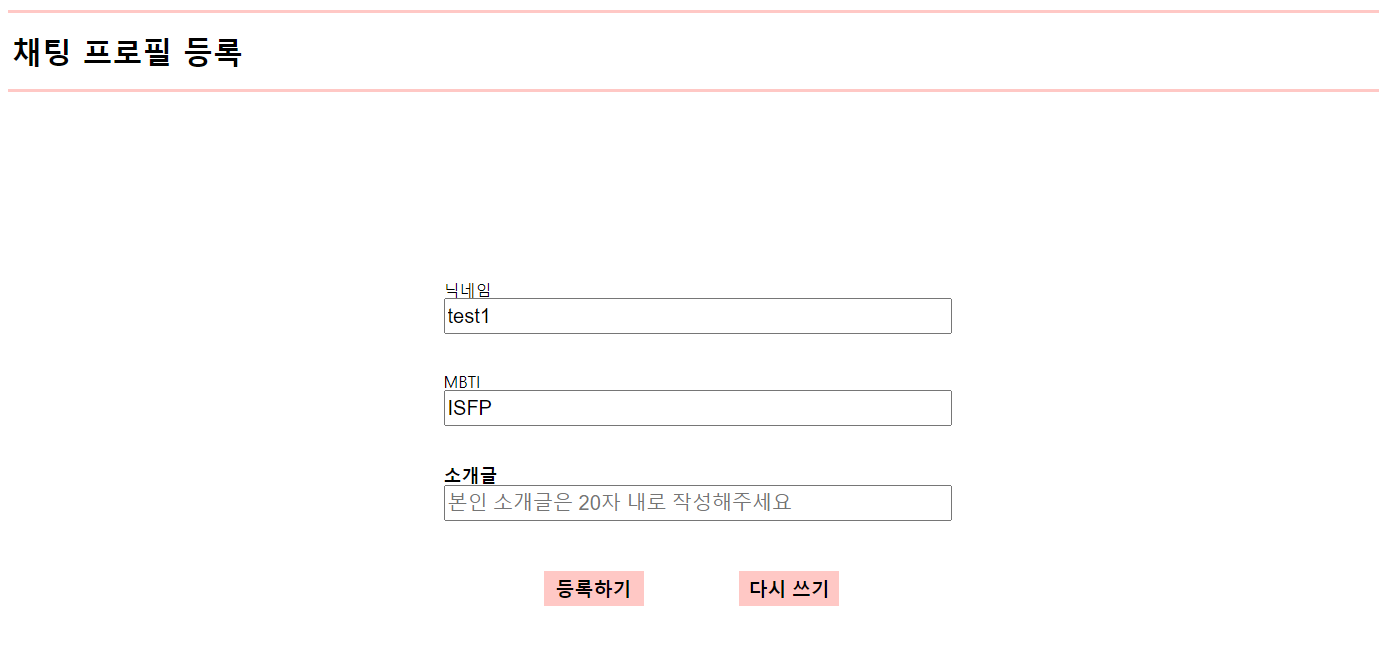 채팅 프로필 등록
닉네임
test1
MBTI
ISFP
소개글
본인 소개글은 20자 내로 작성해주세요
등록하기 다시 쓰기